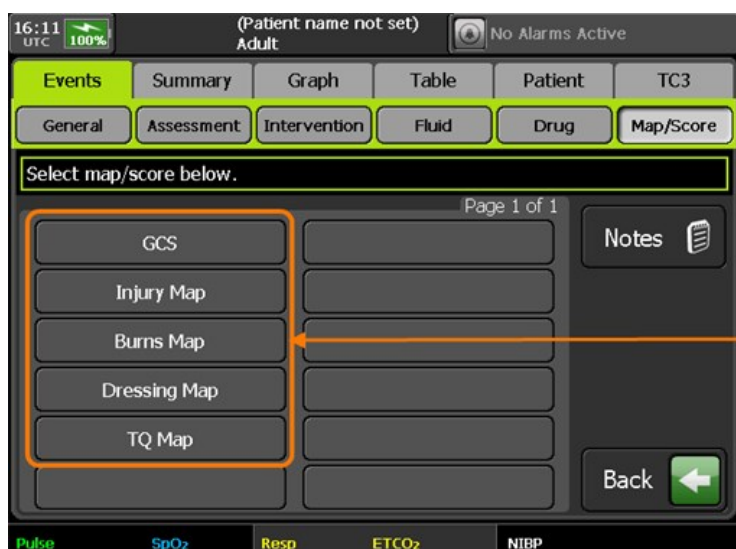 16:11 (Patient name not set) No Alarms Active
UTC 100% Adult
Events Summary Graph Table Patient TC3
General Assessment Intervention Fluid Drug Map/Score
Select map/score below.
Page 1 of 1
GCS Notes
Injury Map
Burns Map
Dressing Map
TQ Map
Back
Pulse SpO₂ Resp ETCO₂ NIBP